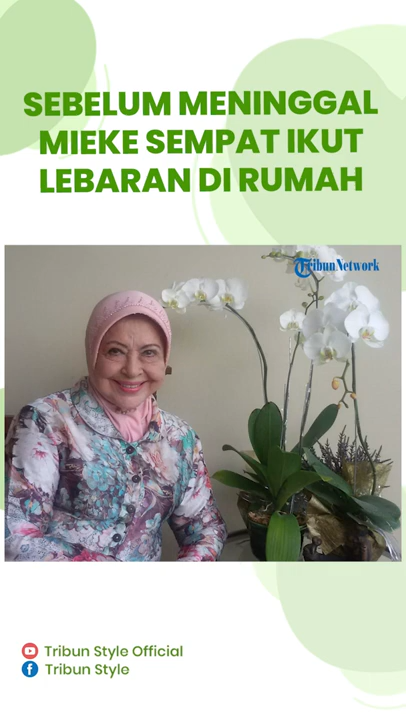 SEBELUM MENINGGAL
MIEKE SEMPAT IKUT
LEBARAN DI RUMAH
TribunNetwork
Tribun Style Official
Tribun Style